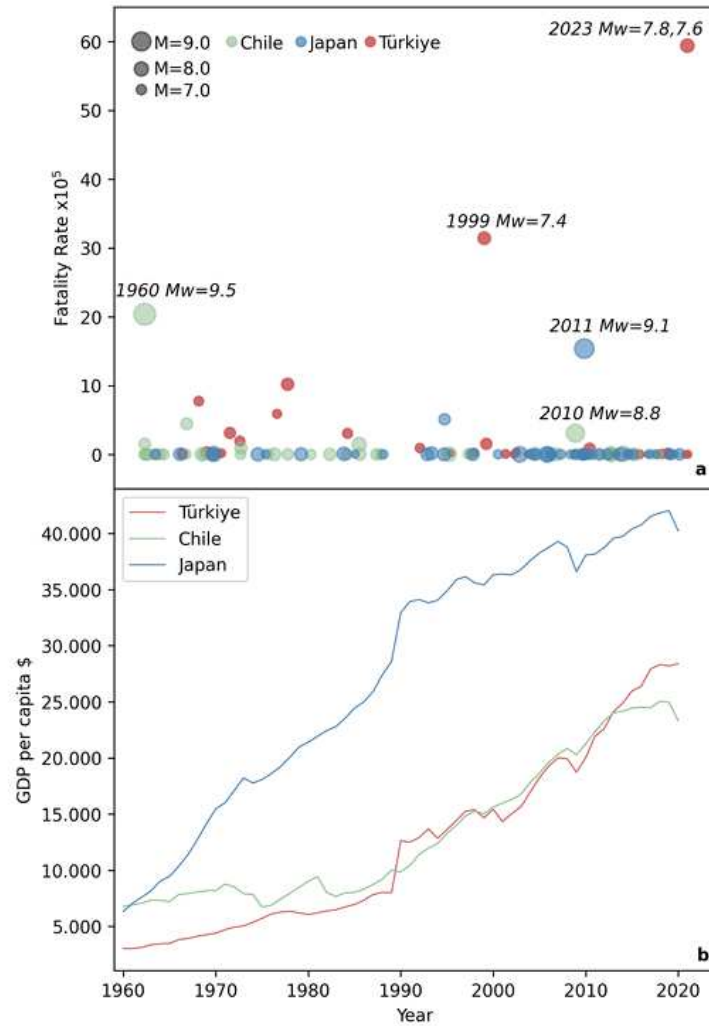 60
50
40
30
20
10
0
Fatality Rate x10⁵
M=9.0
M=8.0
M=7.0
Chile
Japan
Türkiye
2023 Mw=7.8,7.6
1999 Mw=7.4
1960 Mw=9.5
2011 Mw=9.1
2010 Mw=8.8
a
Türkiye
Chile
Japan
40.000
35.000
30.000
25.000
20.000
15.000
10.000
5.000
GDP per capita $
b
1960
1970
1980
1990
2000
2010
2020
Year